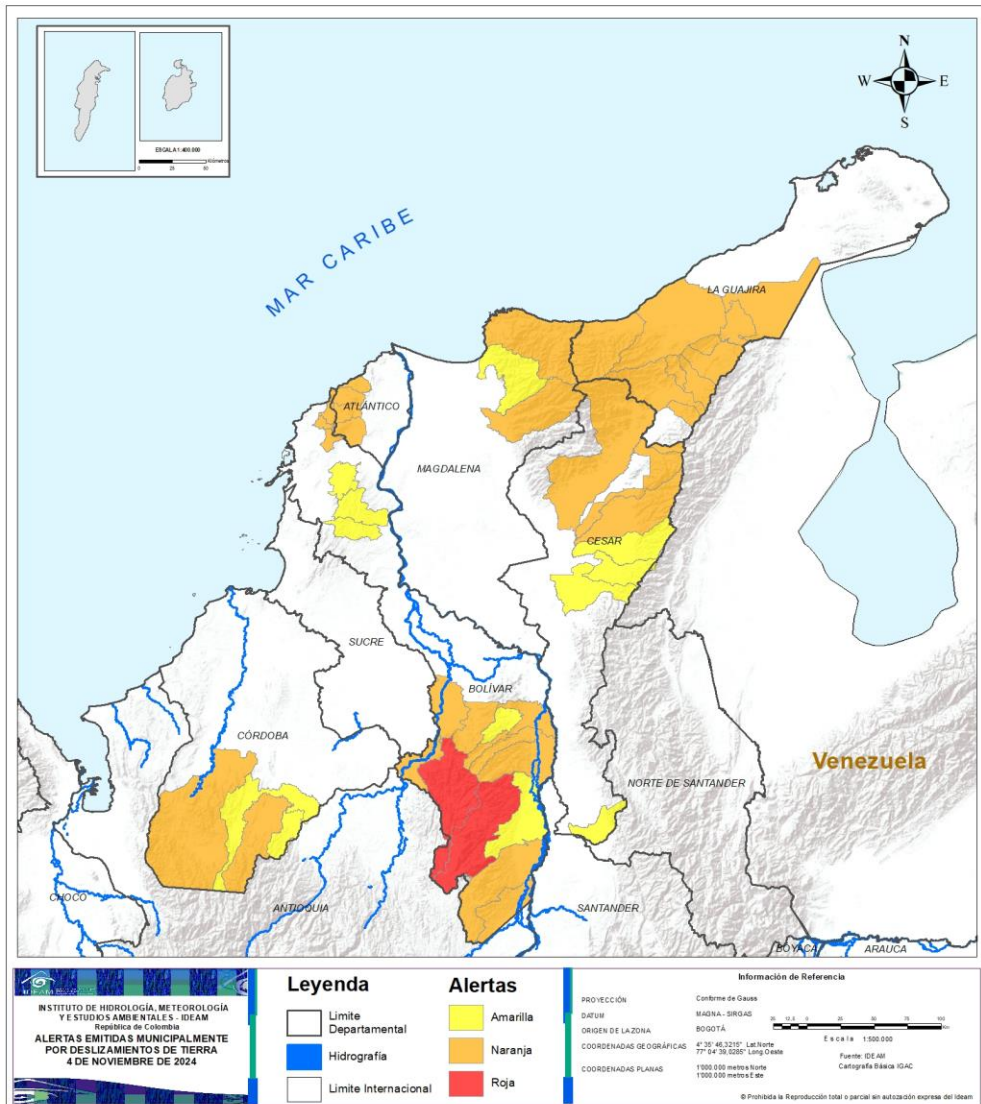 N
W E
S
ESCALA 1:400.000
Kilómetros
MAR CARIBE
LA GUAJIRA
ATLÁNTICO
MAGDALENA
CESAR
SUCRE
BOLÍVAR
CÓRDOBA
NORTE DE SANTANDER
Venezuela
CHOCO
ANTIOQUIA
SANTANDER
BOYACÁ
ARAUCA
IDEAM
INSTITUTO DE HIDROLOGÍA, METEOROLOGÍA
Y ESTUDIOS AMBIENTALES - IDEAM
República de Colombia
ALERTAS EMITIDAS MUNICIPALMENTE
POR DESLIZAMIENTOS DE TIERRA
4 DE NOVIEMBRE DE 2024
Leyenda
Limite
Departamental
Hidrografía
Limite Internacional
Alertas
Amarilla
Naranja
Roja
Información de Referencia
PROYECCIÓN Conforme de Gauss
DATUM MAGNA - SIRGAS
ORIGEN DE LA ZONA BOGOTÁ
COORDENADAS GEOGRÁFICAS 4° 35' 46,3215" Lat.Norte
77° 04' 39,0285" Long.Oeste
COORDENADAS PLANAS 1'000.000 metros Norte
1'000.000 metros Este
Escala 1:500.000
Fuente: IDEAM
Cartografía Básica IGAC
© Prohibida la Reproducción total o parcial sin autozación expresa del Ideam